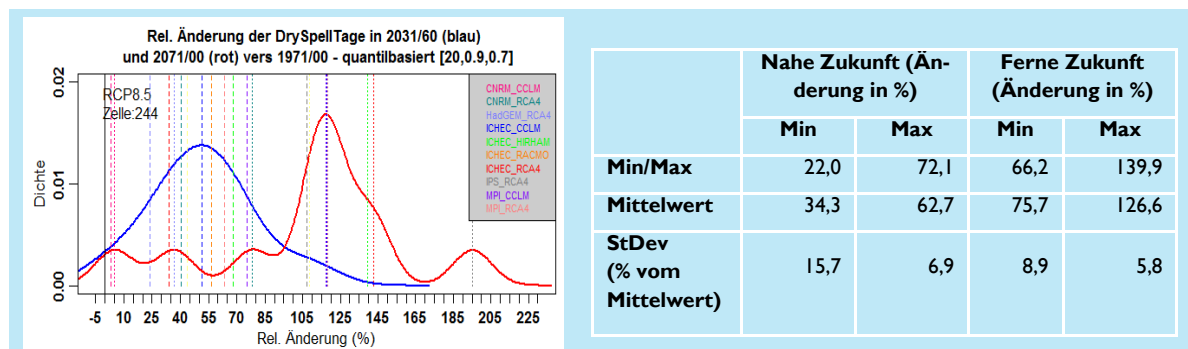 Rel. Änderung der DrySpellTage in 2031/60 (blau)
und 2071/00 (rot) vers 1971/00 - quantilbasiert [20,0.9,0.7]
0.02
0.01
0.00
Dichte
RCP8.5
Zelle:244
CNRM_CCLM
CNRM_RCA4
HadGEM_RCA4
ICHEC_CCLM
ICHEC_HIRHAM
ICHEC_RACMO
ICHEC_RCA4
IPS_RCA4
MPI_CCLM
MPI_RCA4
-5 10 25 40 55 70 85 105 125 145 165 185 205 225
Rel. Änderung (%)
Nahe Zukunft (Än-
derung in %)
Ferne Zukunft
(Änderung in %)
Min Max Min Max
Min/Max 22,0 72,1 66,2 139,9
Mittelwert 34,3 62,7 75,7 126,6
StDev
(% vom
Mittelwert)
15,7 6,9 8,9 5,8